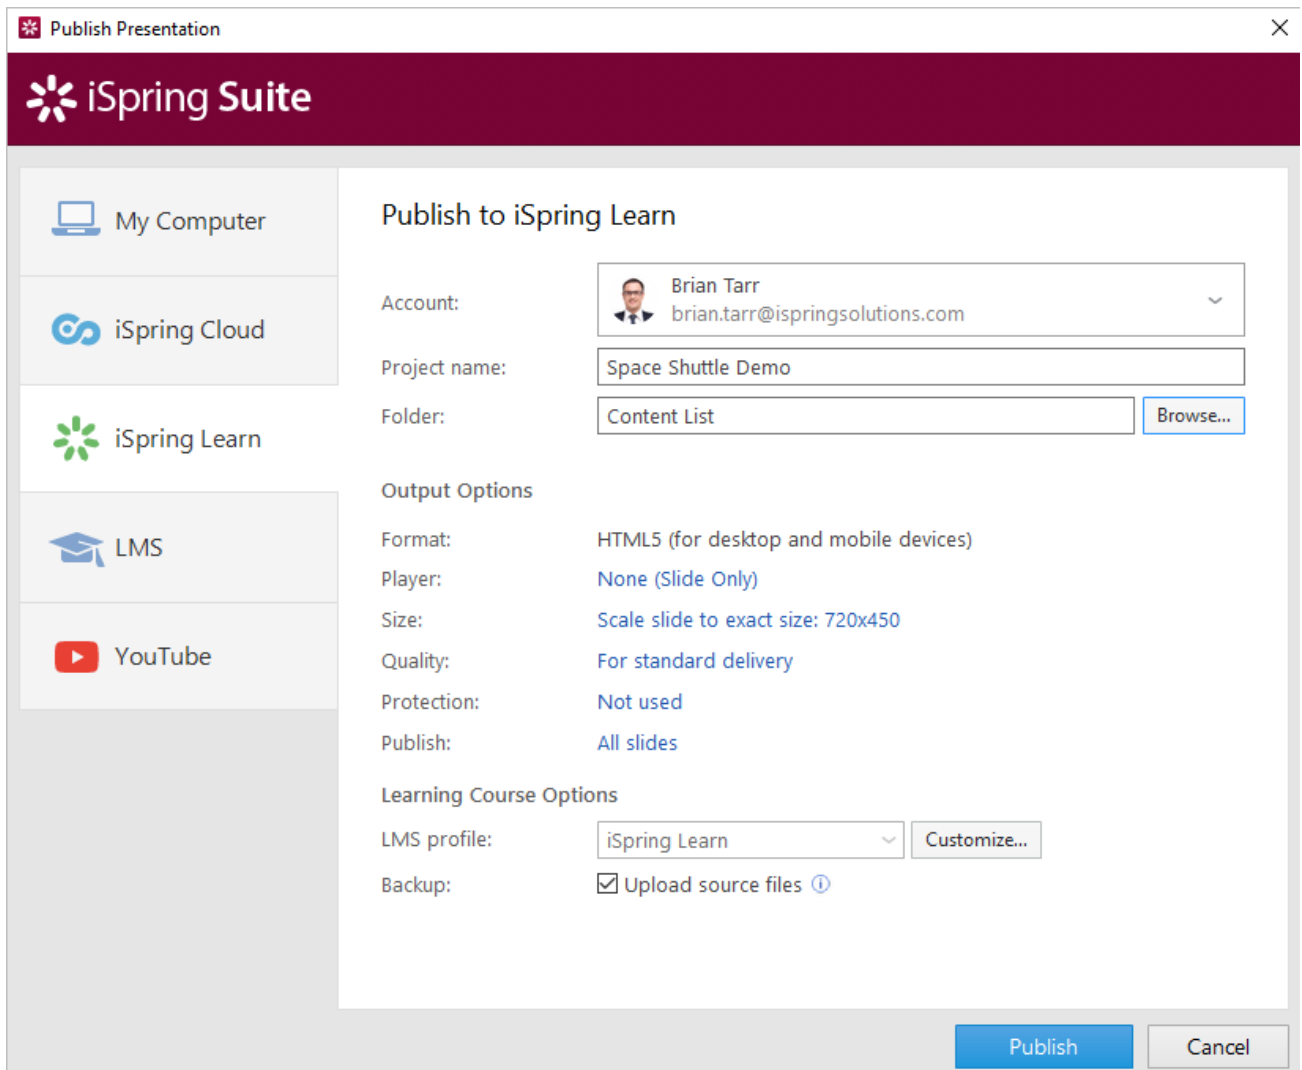 Publish Presentation
iSpring Suite
My Computer
iSpring Cloud
iSpring Learn
LMS
YouTube
Publish to iSpring Learn
Account:
Brian Tarr
brian.tarr@ispringsolutions.com
Project name: Space Shuttle Demo
Folder: Content List Browse...
Output Options
Format: HTML5 (for desktop and mobile devices)
Player: None (Slide Only)
Size: Scale slide to exact size: 720x450
Quality: For standard delivery
Protection: Not used
Publish: All slides
Learning Course Options
LMS profile: iSpring Learn Customize...
Backup: Upload source files
Publish Cancel